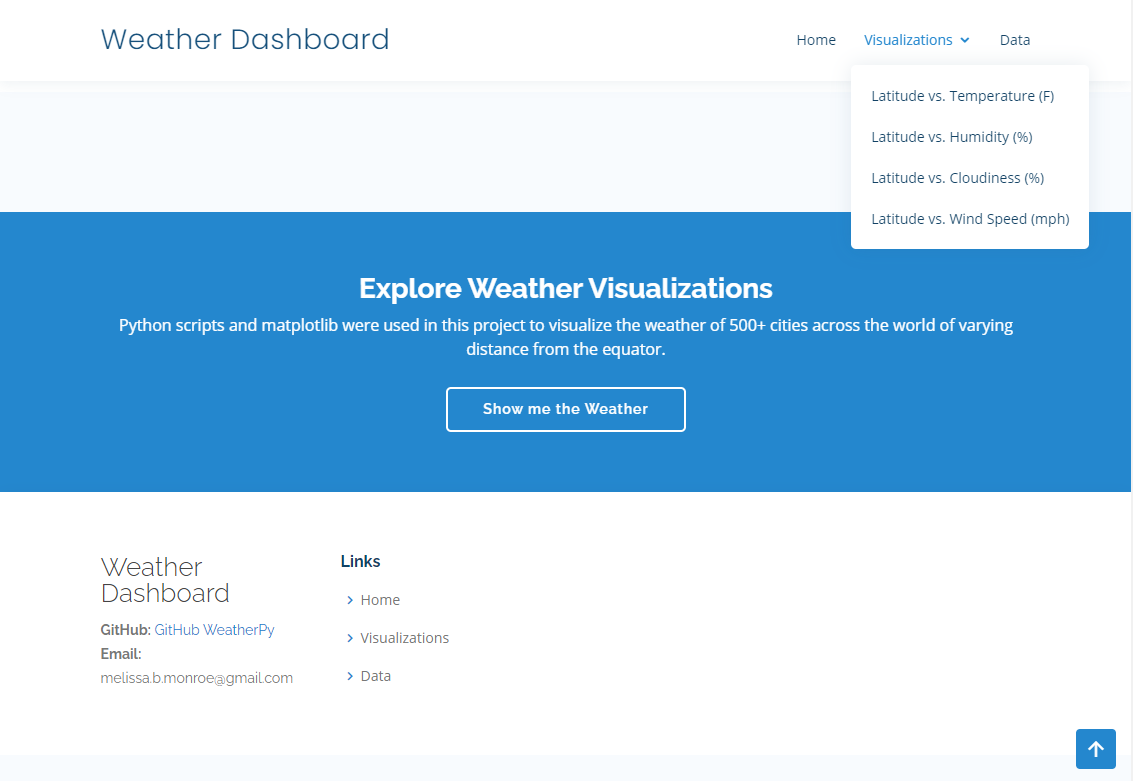 Weather Dashboard
Home
Visualizations
Data
Latitude vs. Temperature (F)
Latitude vs. Humidity (%)
Latitude vs. Cloudiness (%)
Latitude vs. Wind Speed (mph)
Explore Weather Visualizations
Python scripts and matplotlib were used in this project to visualize the weather of 500+ cities across the world of varying
distance from the equator.
Show me the Weather
Weather
Dashboard
GitHub: GitHub WeatherPy
Email:
melissa.b.monroe@gmail.com
Links
Home
Visualizations
Data